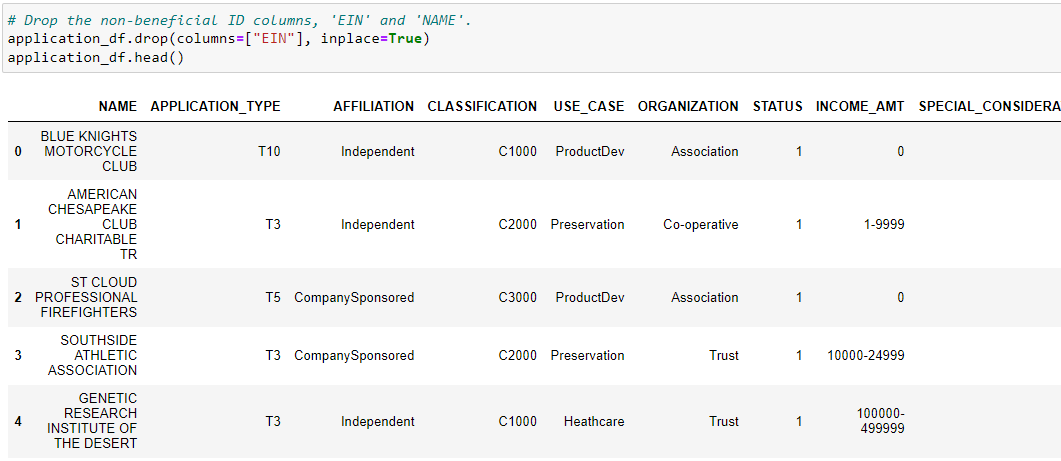 # Drop the non-beneficial ID columns, 'EIN' and 'NAME'.
application_df.drop(columns=["EIN"], inplace=True)
application_df.head()
NAME APPLICATION_TYPE AFFILIATION CLASSIFICATION USE_CASE ORGANIZATION STATUS INCOME_AMT SPECIAL_CONSIDERA
0 BLUE KNIGHTS MOTORCYCLE CLUB T10 Independent C1000 ProductDev Association 1 0
1 AMERICAN CHESAPEAKE CLUB CHARITABLE TR T3 Independent C2000 Preservation Co-operative 1 1-9999
2 ST CLOUD PROFESSIONAL FIREFIGHTERS T5 CompanySponsored C3000 ProductDev Association 1 0
3 SOUTHSIDE ATHLETIC ASSOCIATION T3 CompanySponsored C2000 Preservation Trust 1 10000-24999
4 GENETIC RESEARCH INSTITUTE OF THE DESERT T3 Independent C1000 Heathcare Trust 1 100000-499999